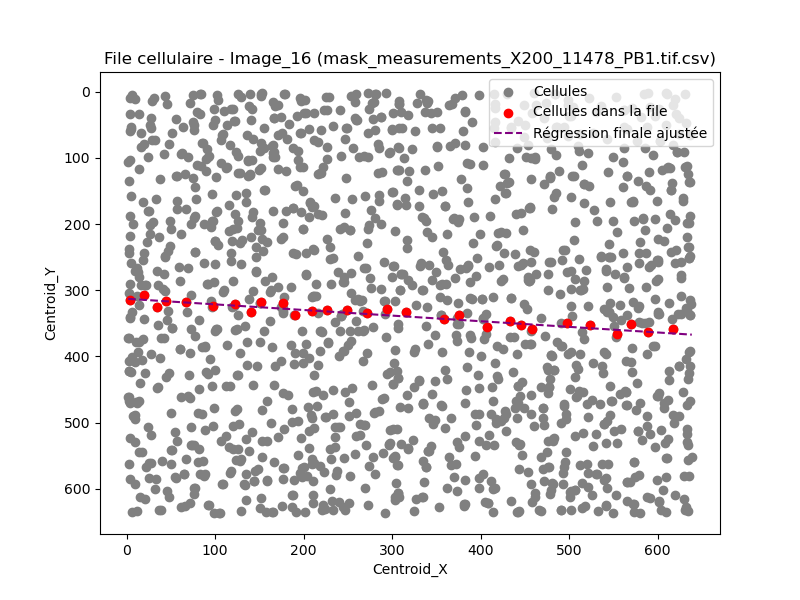 File cellulaire - Image_16 (mask_measurements_X200_11478_PB1.tif.csv)
Cellules
Cellules dans la file
Régression finale ajustée
0
100
200
300
400
500
600
Centroid_Y
0 100 200 300 400 500 600
Centroid_X